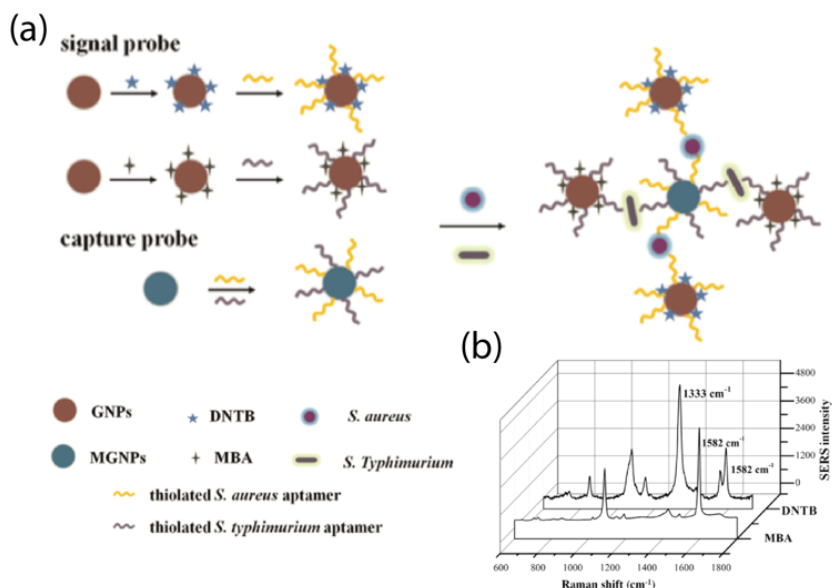 (a)
signal probe
capture probe
GNPs
DNTB
S. aureus
MGNPs
MBA
S. Typhimurium
thiolated S. aureus aptamer
thiolated S. typhimurium aptamer
(b)
1333 cm⁻¹
1582 cm⁻¹
1582 cm⁻¹
4800
3600
2400
1200
0
SERS intensity
DNTB
MBA
600 800 1000 1200 1400 1600 1800
Raman shift (cm⁻¹)